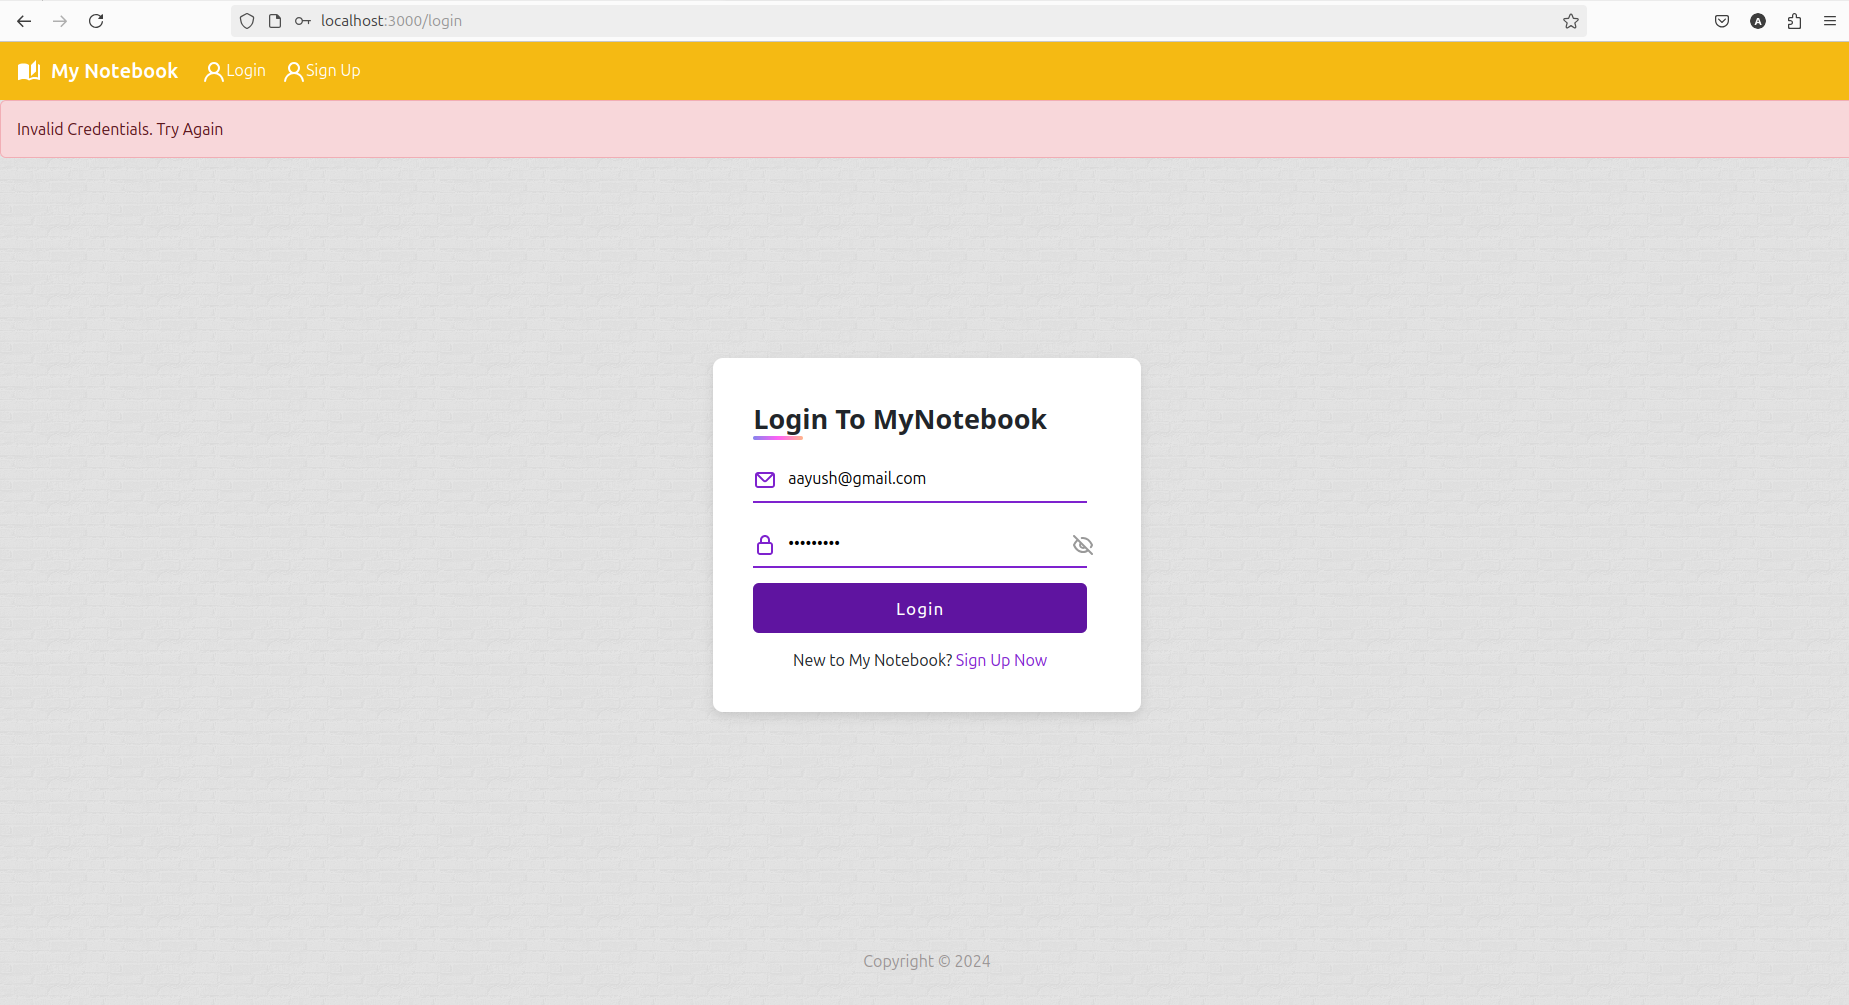 localhost:3000/login
A
My Notebook Login Sign Up
Invalid Credentials. Try Again
Login To MyNotebook
aayush@gmail.com
•••••••••
Login
New to My Notebook? Sign Up Now
Copyright © 2024